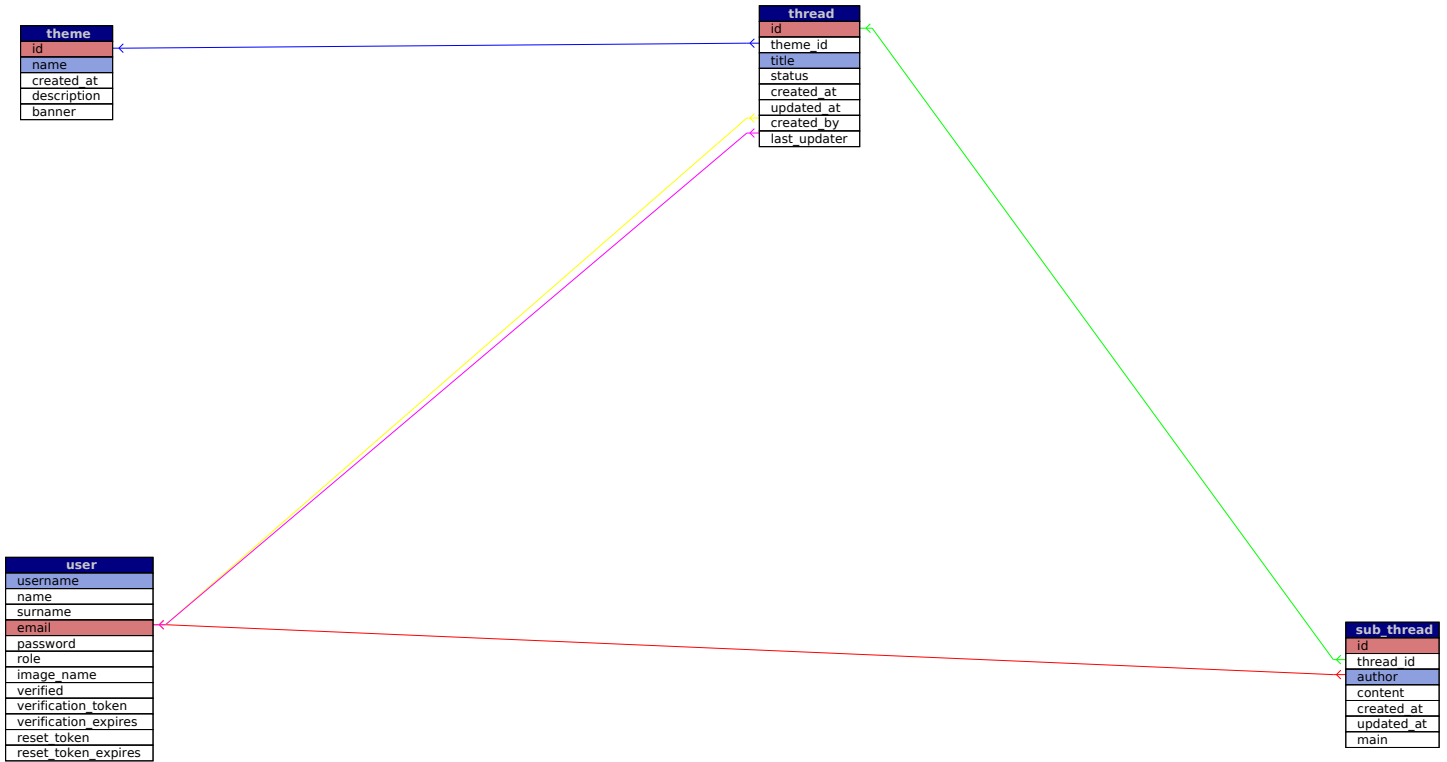 theme
id
name
created_at
description
banner
thread
id
theme_id
title
status
created_at
updated_at
created_by
last_updater
user
username
name
surname
email
password
role
image_name
verified
verification_token
verification_expires
reset_token
reset_token_expires
sub_thread
id
thread_id
author
content
created_at
updated_at
main